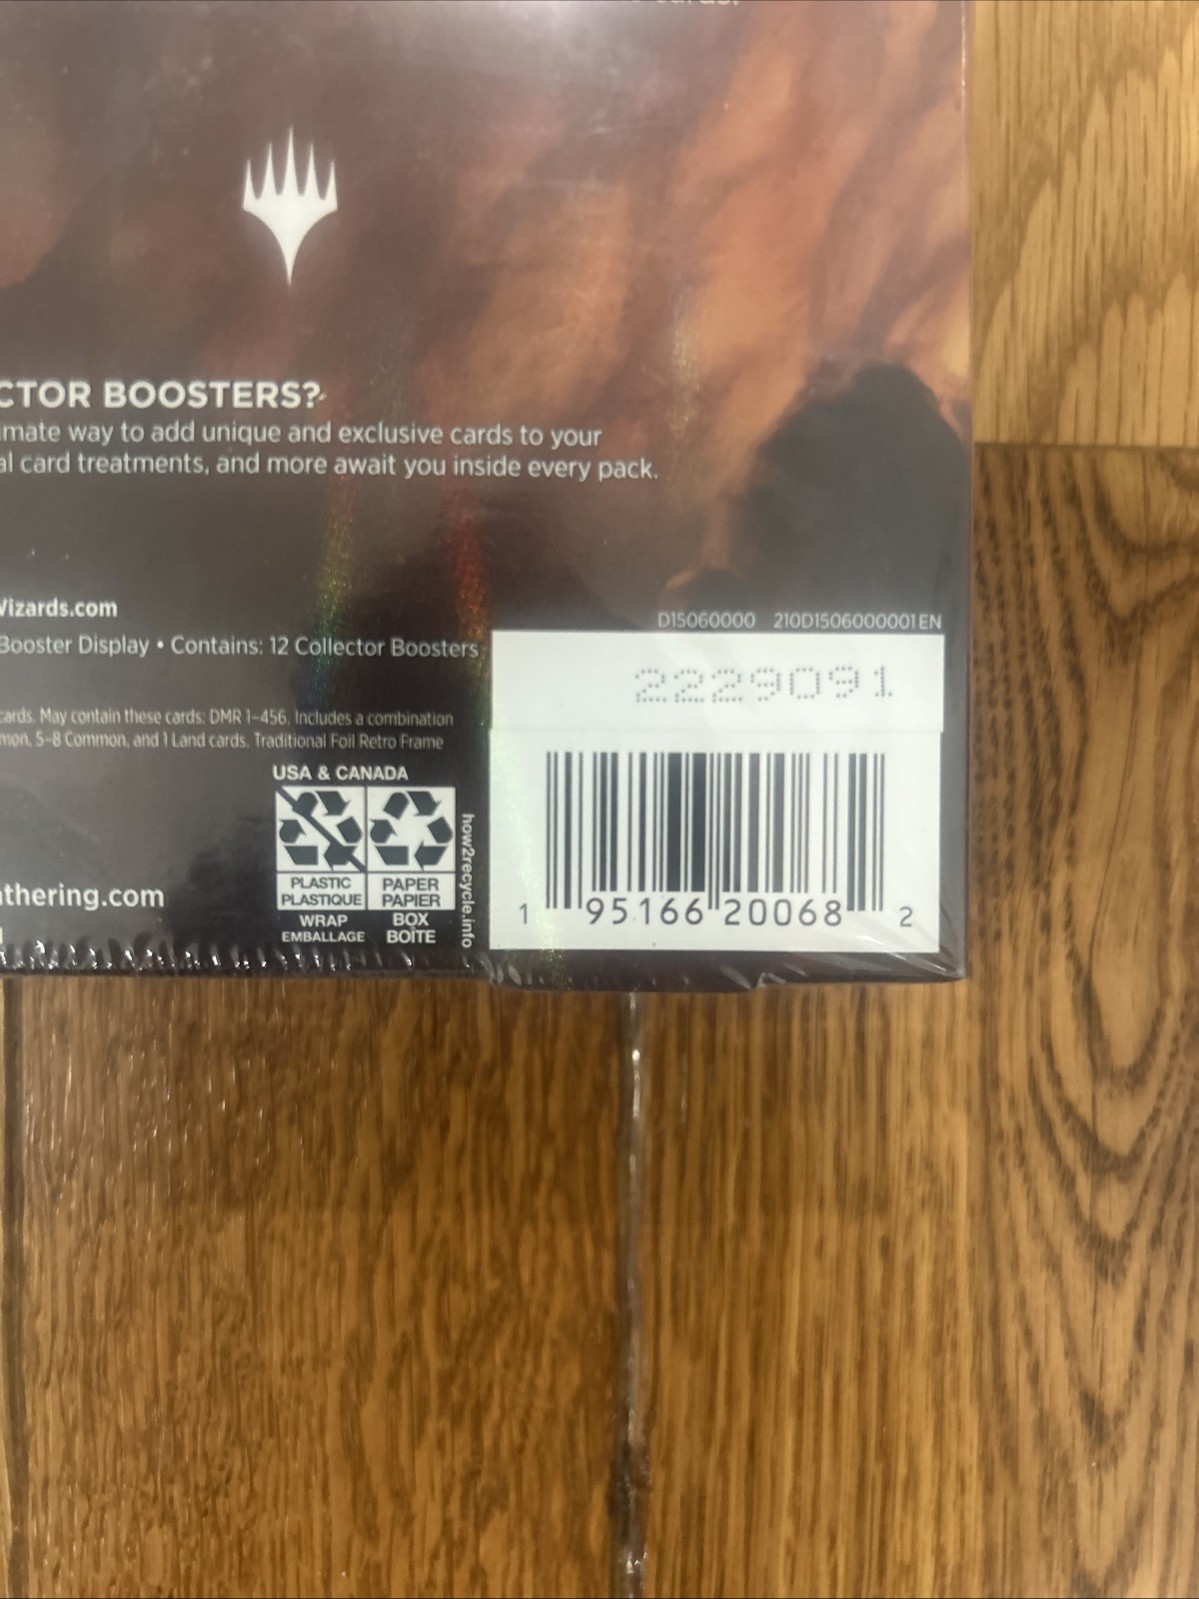 cards.
CTOR BOOSTERS?
imate way to add unique and exclusive cards to your
al card treatments, and more await you inside every pack.
Wizards.com
Booster Display • Contains: 12 Collector Boosters
D15060000 210D1506000001EN
2229091
cards. May contain these cards: DMR 1-456. Includes a combination
mon, 5-8 Common, and 1 Land cards. Traditional Foil Retro Frame
USA & CANADA
PLASTIC PAPER
PLASTIQUE PAPIER
WRAP BOX
EMBALLAGE BOÎTE
how2recycle.info
athering.com
1 95166 20068 2